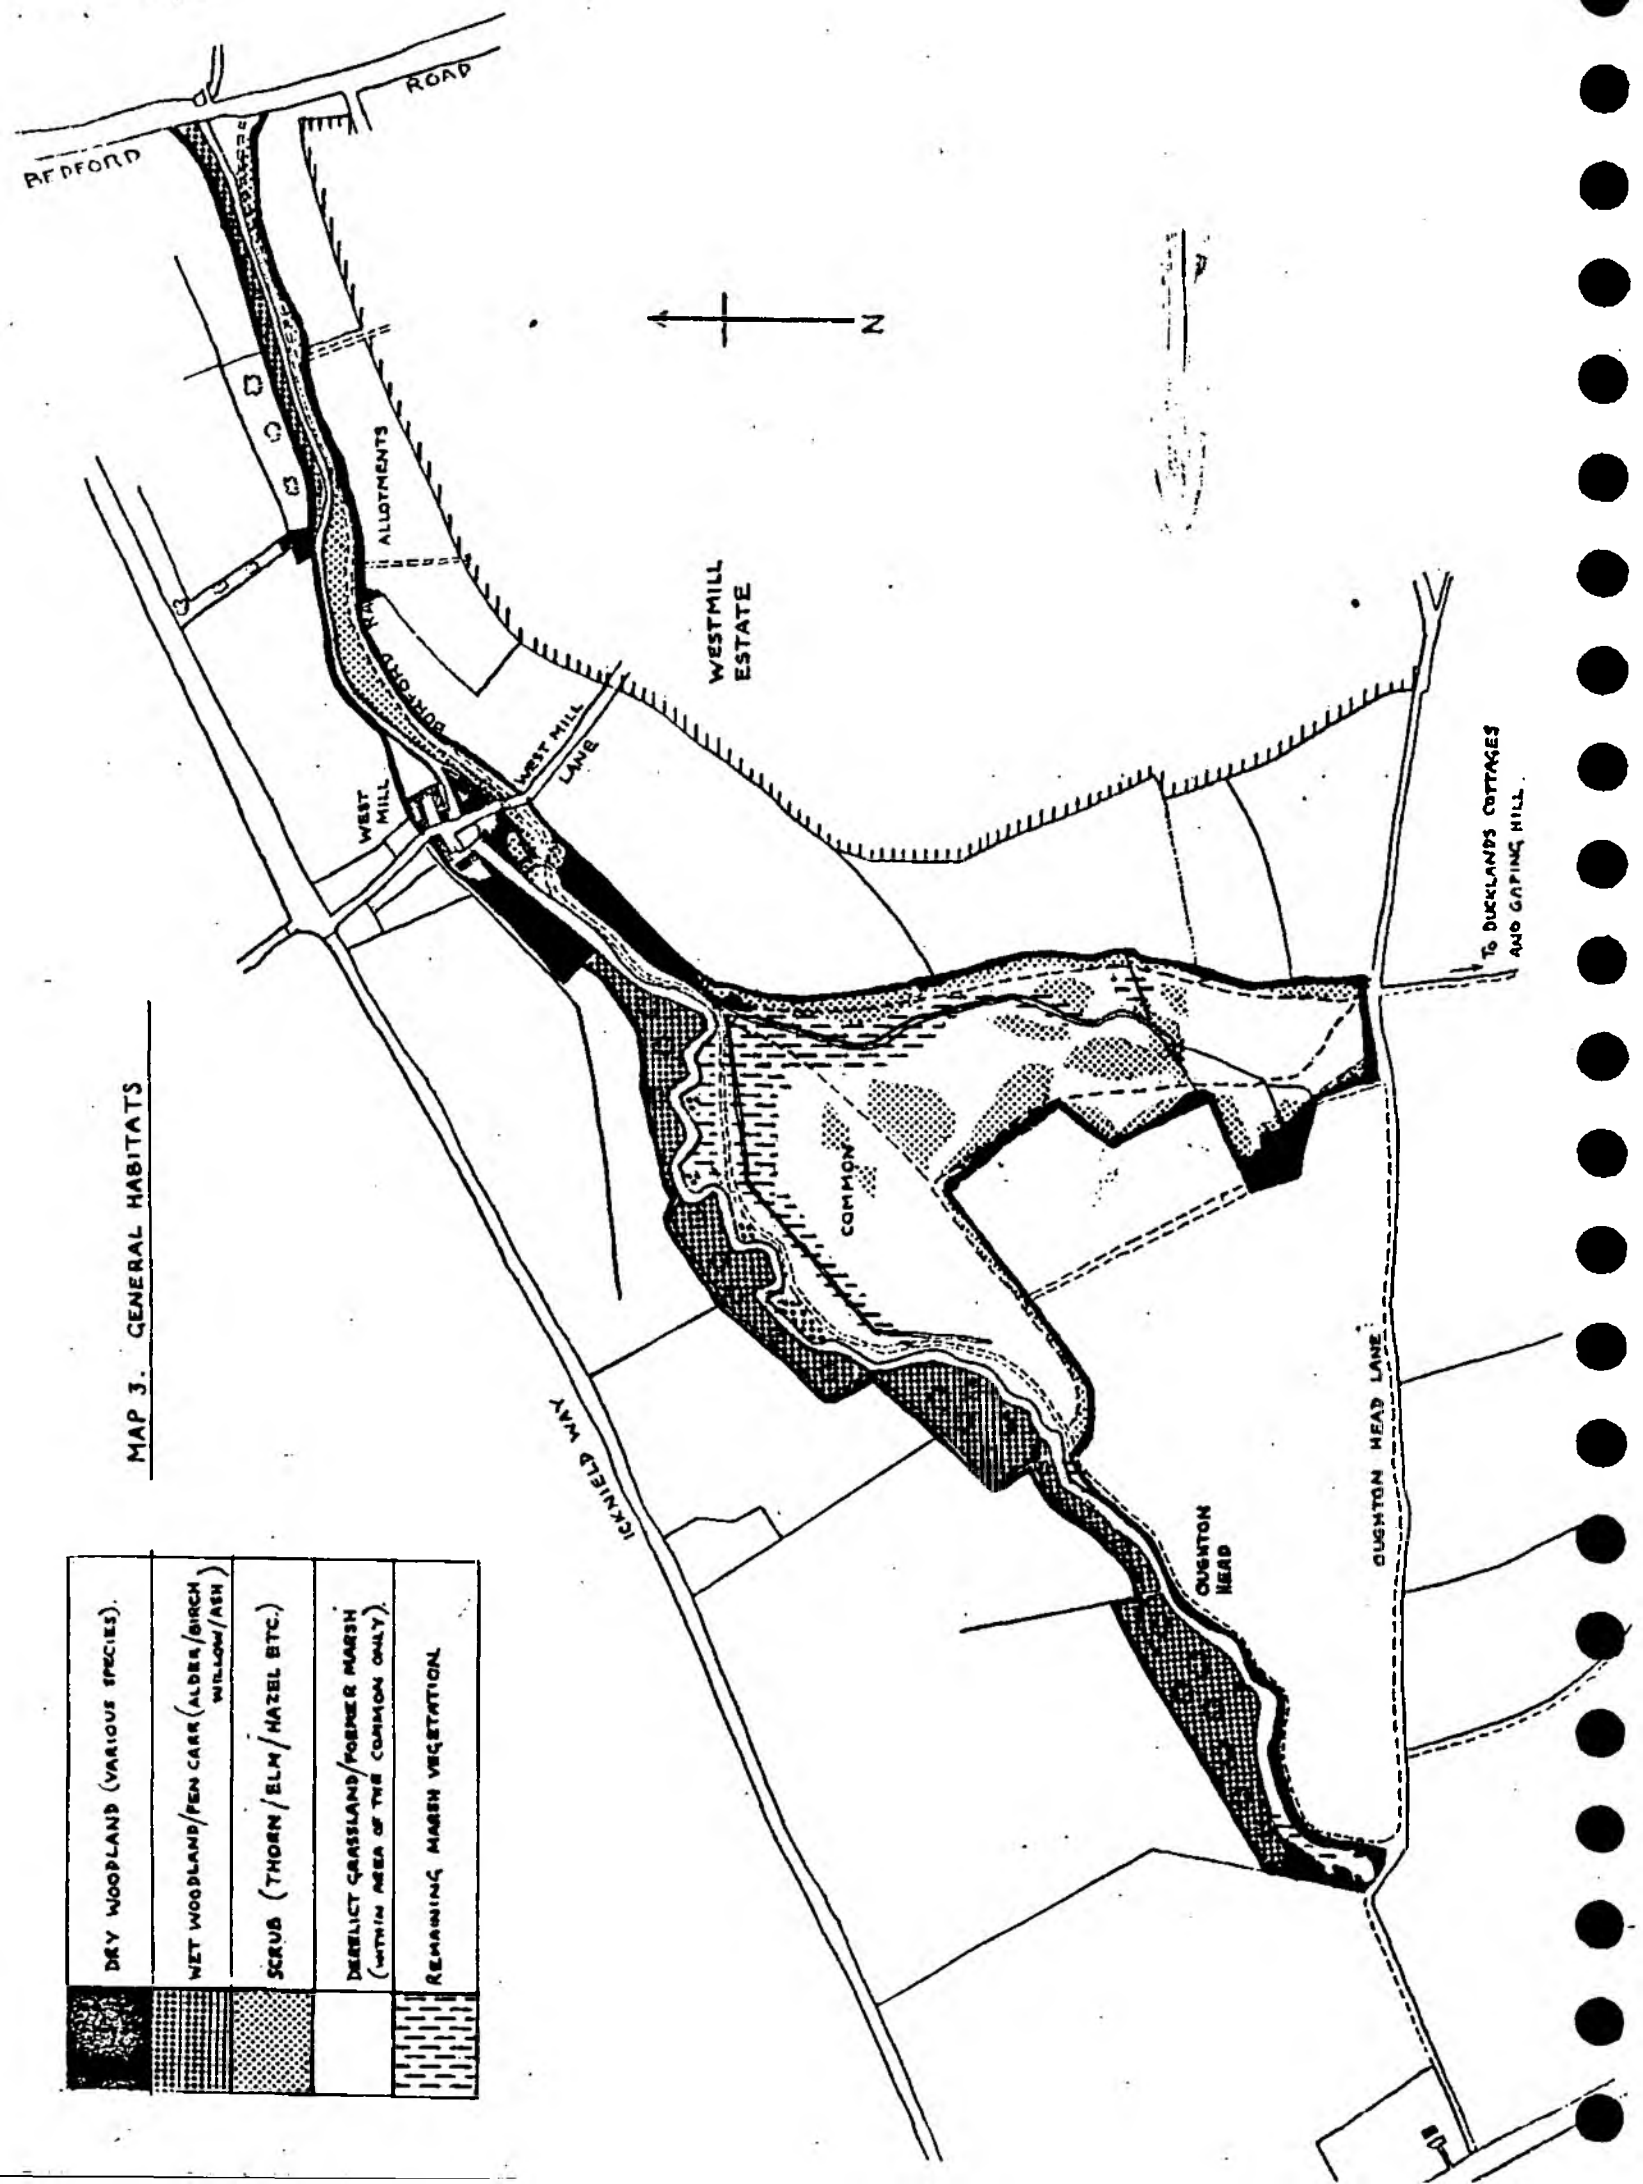 MAP 3. GENERAL HABITATS
DRY WOODLAND (VARIOUS SPECIES).
WET WOODLAND/FEN CARR (ALDER/BIRCH
WILLOW/ASH)
SCRUB (THORN/ELM/HAZEL ETC.)
DERELICT GRASSLAND/FORMER MARSH
(WITHIN AREA OF THE COMMON ONLY).
REMAINING MARSH VEGETATION.
BEDFORD
ROAD
ICKNIELD WAY
WEST
MILL
BURFORD RAY
ALLOTMENTS
WEST MILL
LANE
WESTMILL
ESTATE
N
COMMON
OUGHTON
HEAD
OUGHTON HEAD LANE
TO DUCKLANDS COTTAGES
AND GAPING HILL.